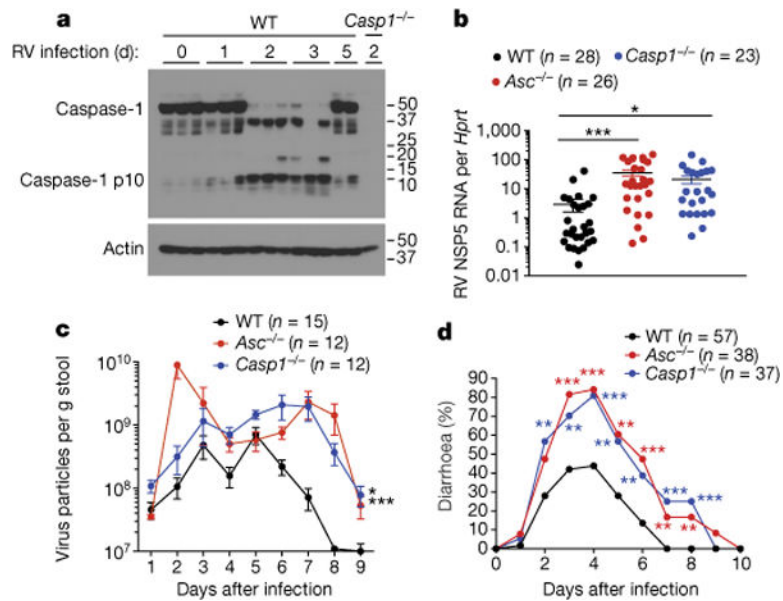 a
WT
Casp1–/–
RV infection (d):
0 1 2 3 5 2
Caspase-1
Caspase-1 p10
50
37
25
20
15
10
Actin
50
37
b
WT (n = 28)
Casp1–/– (n = 23)
Asc–/– (n = 26)
*
***
RV NSP5 RNA per Hprt
1,000
100
10
1
0.1
0.01
c
WT (n = 15)
Asc–/– (n = 12)
Casp1–/– (n = 12)
Virus particles per g stool
10^10
10^9
10^8
10^7
*
***
1 2 3 4 5 6 7 8 9
Days after infection
d
WT (n = 57)
Asc–/– (n = 38)
Casp1–/– (n = 37)
Diarrhoea (%)
90
80
70
60
50
40
30
20
10
0
*** *** ***
** ** **
** *** **
*** ***
** **
0 2 4 6 8 10
Days after infection